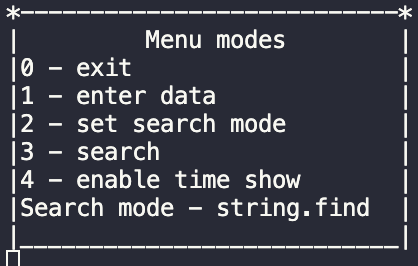 *---------------------------*
|         Menu modes        |
|0 - exit                   |
|1 - enter data             |
|2 - set search mode        |
|3 - search                 |
|4 - enable time show       |
|Search mode - string.find  |
|___________________________|